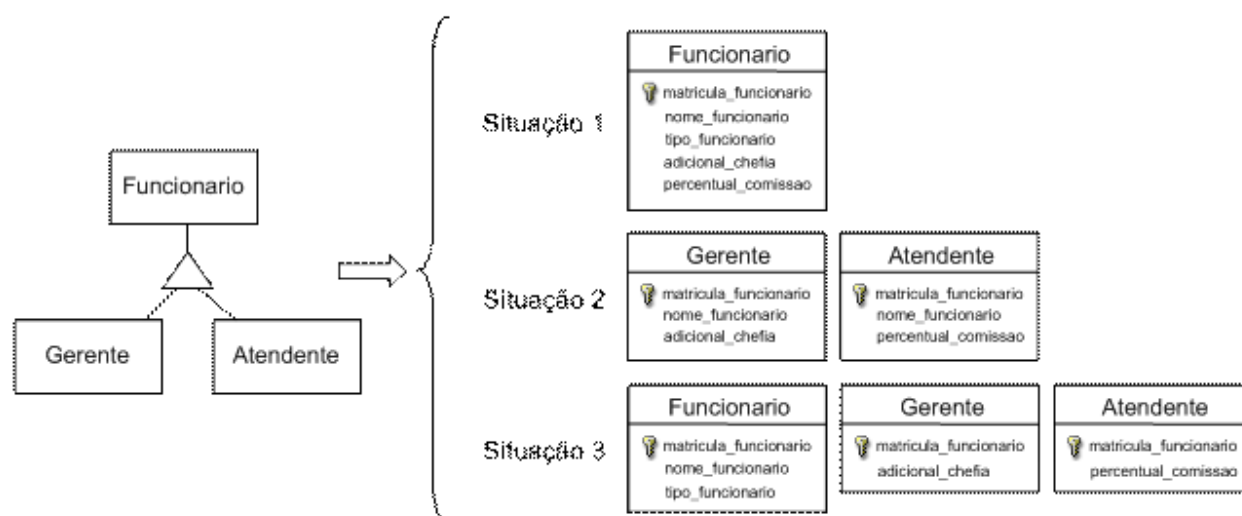 Funcionario
Gerente
Atendente
Situação 1
Funcionario
matricula_funcionario
nome_funcionario
tipo_funcionario
adicional_chefia
percentual_comissao
Situação 2
Gerente
matricula_funcionario
nome_funcionario
adicional_chefia
Atendente
matricula_funcionario
nome_funcionario
percentual_comissao
Situação 3
Funcionario
matricula_funcionario
nome_funcionario
tipo_funcionario
Gerente
matricula_funcionario
adicional_chefia
Atendente
matricula_funcionario
percentual_comissao